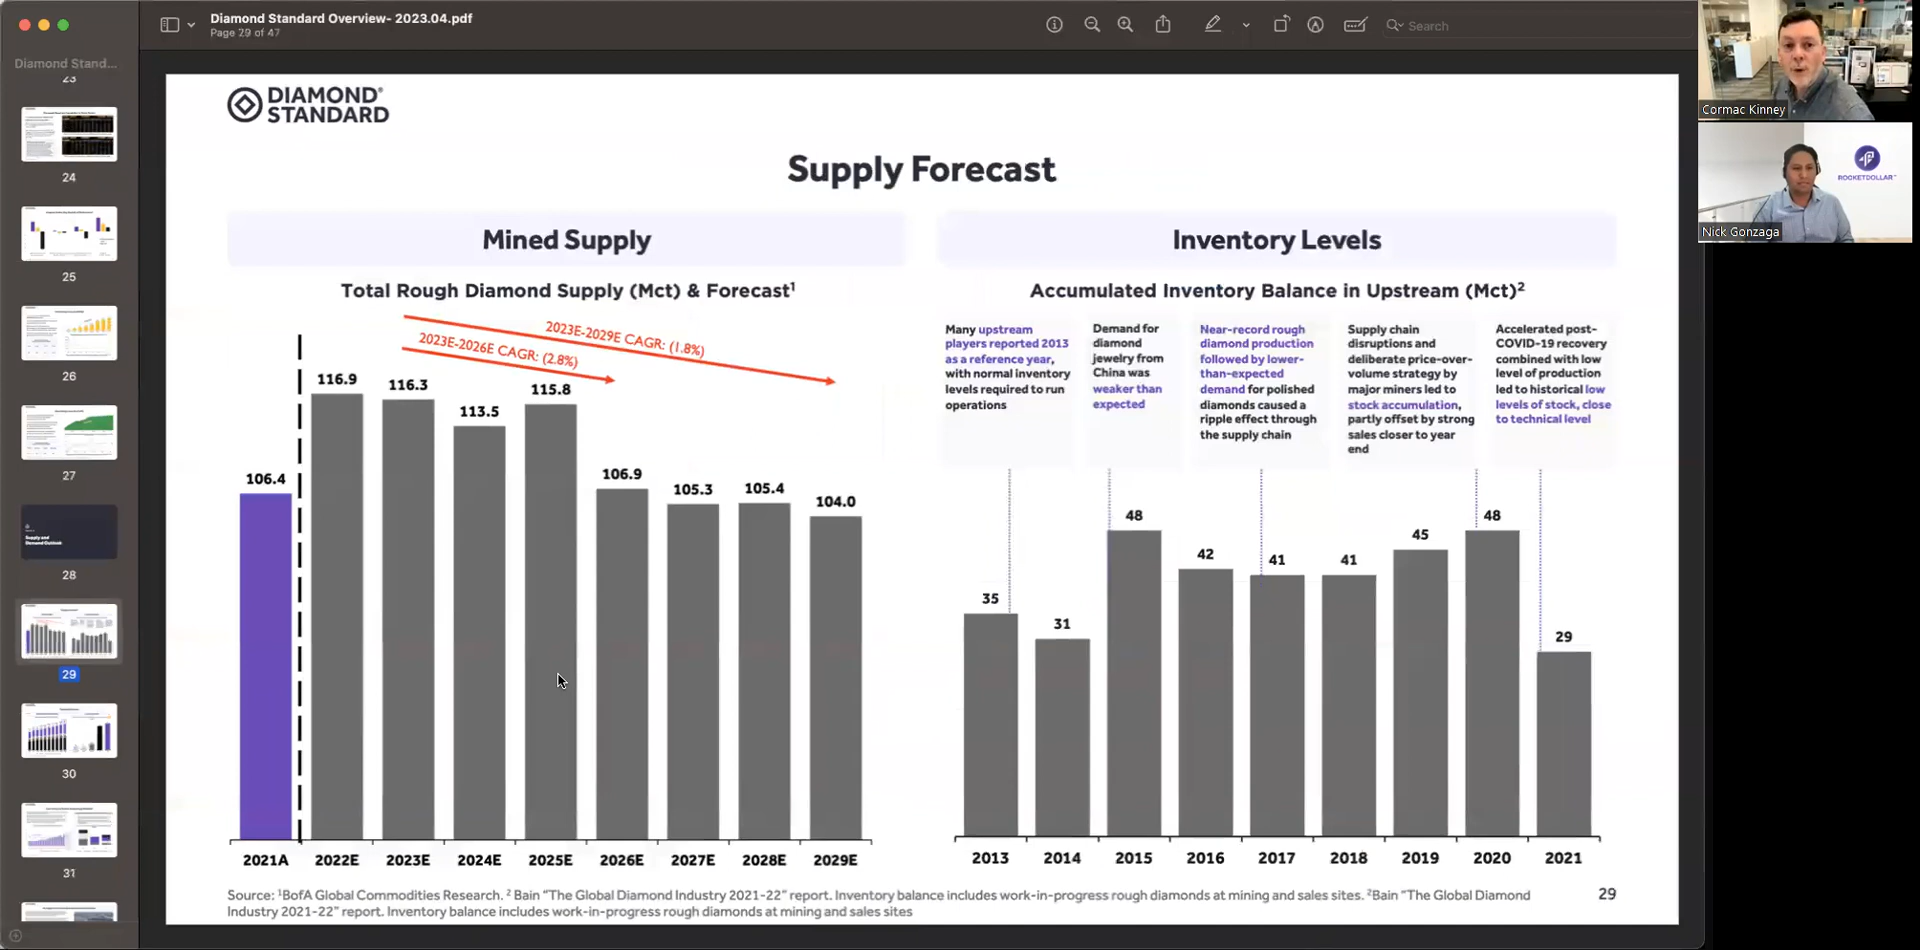 Diamond Standard Overview- 2023.04.pdf
Page 29 of 47
Search
Diamond Stand...
23
24
25
26
27
Supply and
Demand Outlook
28
29
30
31
DIAMOND®
STANDARD
Supply Forecast
Mined Supply
Total Rough Diamond Supply (Mct) & Forecast¹
2023E-2029E CAGR: (1.8%)
2023E-2026E CAGR: (2.8%)
106.4
116.9
116.3
113.5
115.8
106.9
105.3
105.4
104.0
2021A
2022E
2023E
2024E
2025E
2026E
2027E
2028E
2029E
Inventory Levels
Accumulated Inventory Balance in Upstream (Mct)²
Many upstream
players reported 2013
as a reference year,
with normal inventory
levels required to run
operations
Demand for
diamond
jewelry from
China was
weaker than
expected
Near-record rough
diamond production
followed by lower-
than-expected
demand for polished
diamonds caused a
ripple effect through
the supply chain
Supply chain
disruptions and
deliberate price-over-
volume strategy by
major miners led to
stock accumulation,
partly offset by strong
sales closer to year
end
Accelerated post-
COVID-19 recovery
combined with low
level of production
led to historical low
levels of stock, close
to technical level
35
31
48
42
41
41
45
48
29
2013
2014
2015
2016
2017
2018
2019
2020
2021
Source: ¹BofA Global Commodities Research. ² Bain “The Global Diamond Industry 2021-22” report. Inventory balance includes work-in-progress rough diamonds at mining and sales sites. ²Bain “The Global Diamond
Industry 2021-22” report. Inventory balance includes work-in-progress rough diamonds at mining and sales sites
29
Cormac Kinney
ROCKETDOLLAR
Nick Gonzaga